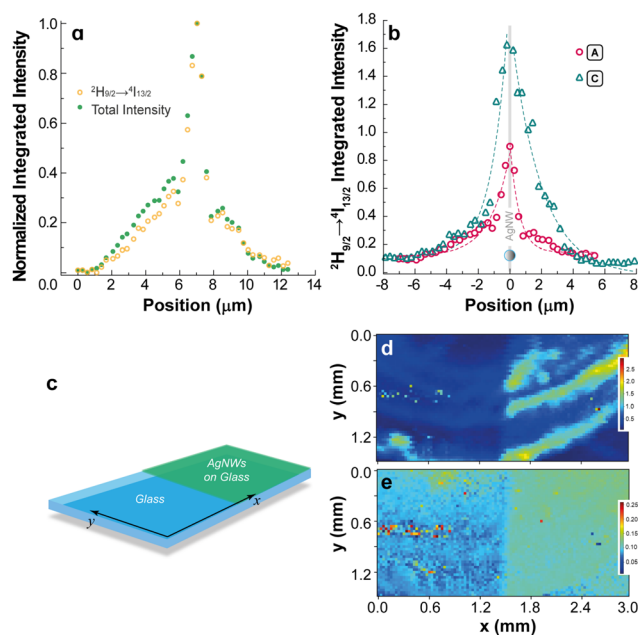 a
Normalized Integrated Intensity
1.0
0.8
0.6
0.4
0.2
0.0
²H₉/₂→⁴I₁₃/₂
Total Intensity
0 2 4 6 8 10 12 14
Position (μm)
b
²H₉/₂→⁴I₁₃/₂ Integrated Intensity
1.8
1.6
1.4
1.2
1.0
0.8
0.6
0.4
0.2
0.0
A
C
AgNW
-8 -6 -4 -2 0 2 4 6 8
Position (μm)
c
AgNWs
on Glass
Glass
x
y
d
y (mm)
0.0
0.6
1.2
2.5
2.0
1.5
1.0
0.5
e
y (mm)
0.0
0.6
1.2
0.25
0.20
0.15
0.10
0.05
0.0 0.6 1.2 1.8 2.4 3.0
x (mm)